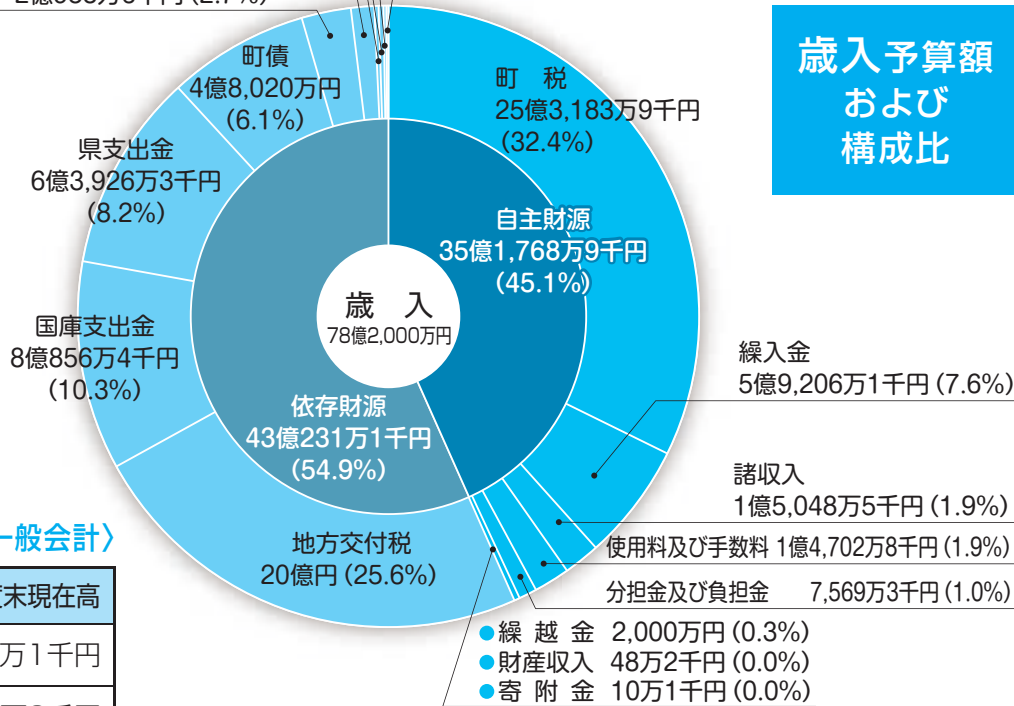 歳入予算額
および
構成比
町債
4億8,020万円
(6.1%)
県支出金
6億3,926万3千円
(8.2%)
国庫支出金
8億856万4千円
(10.3%)
町 税
25億3,183万9千円
(32.4%)
自主財源
35億1,768万9千円
(45.1%)
歳 入
78億2,000万円
依存財源
43億231万1千円
(54.9%)
地方交付税
20億円(25.6%)
繰入金
5億9,206万1千円(7.6%)
諸収入
1億5,048万5千円(1.9%)
使用料及び手数料 1億4,702万8千円(1.9%)
分担金及び負担金 7,569万3千円(1.0%)
●繰越金 2,000万円(0.3%)
●財産収入 48万2千円(0.0%)
●寄附金 10万1千円(0.0%)
一般会計〉
末現在高
万1千円